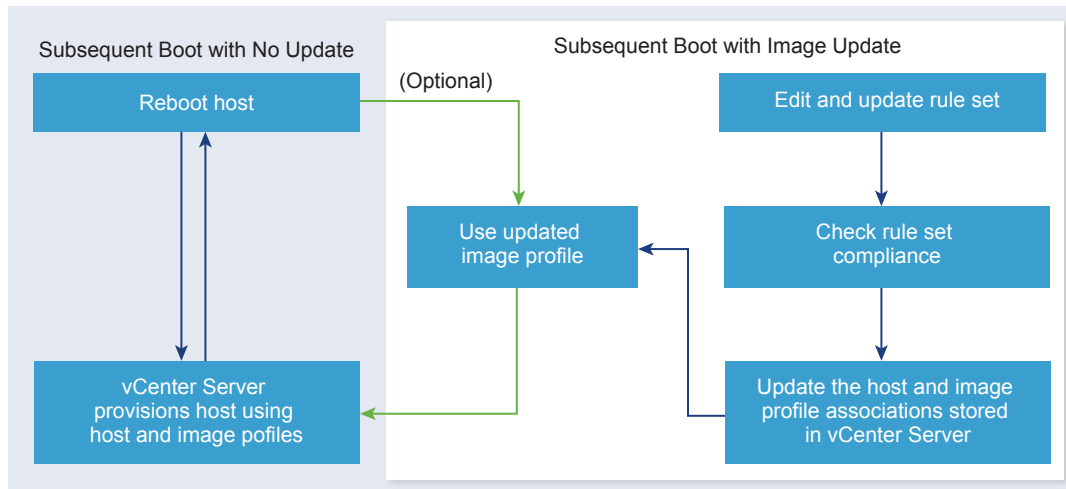 Subsequent Boot with No Update
Subsequent Boot with Image Update
(Optional)
Reboot host
Edit and update rule set
Use updated
image profile
Check rule set
compliance
vCenter Server
provisions host using
host and image pofiles
Update the host and image
profile associations stored
in vCenter Server